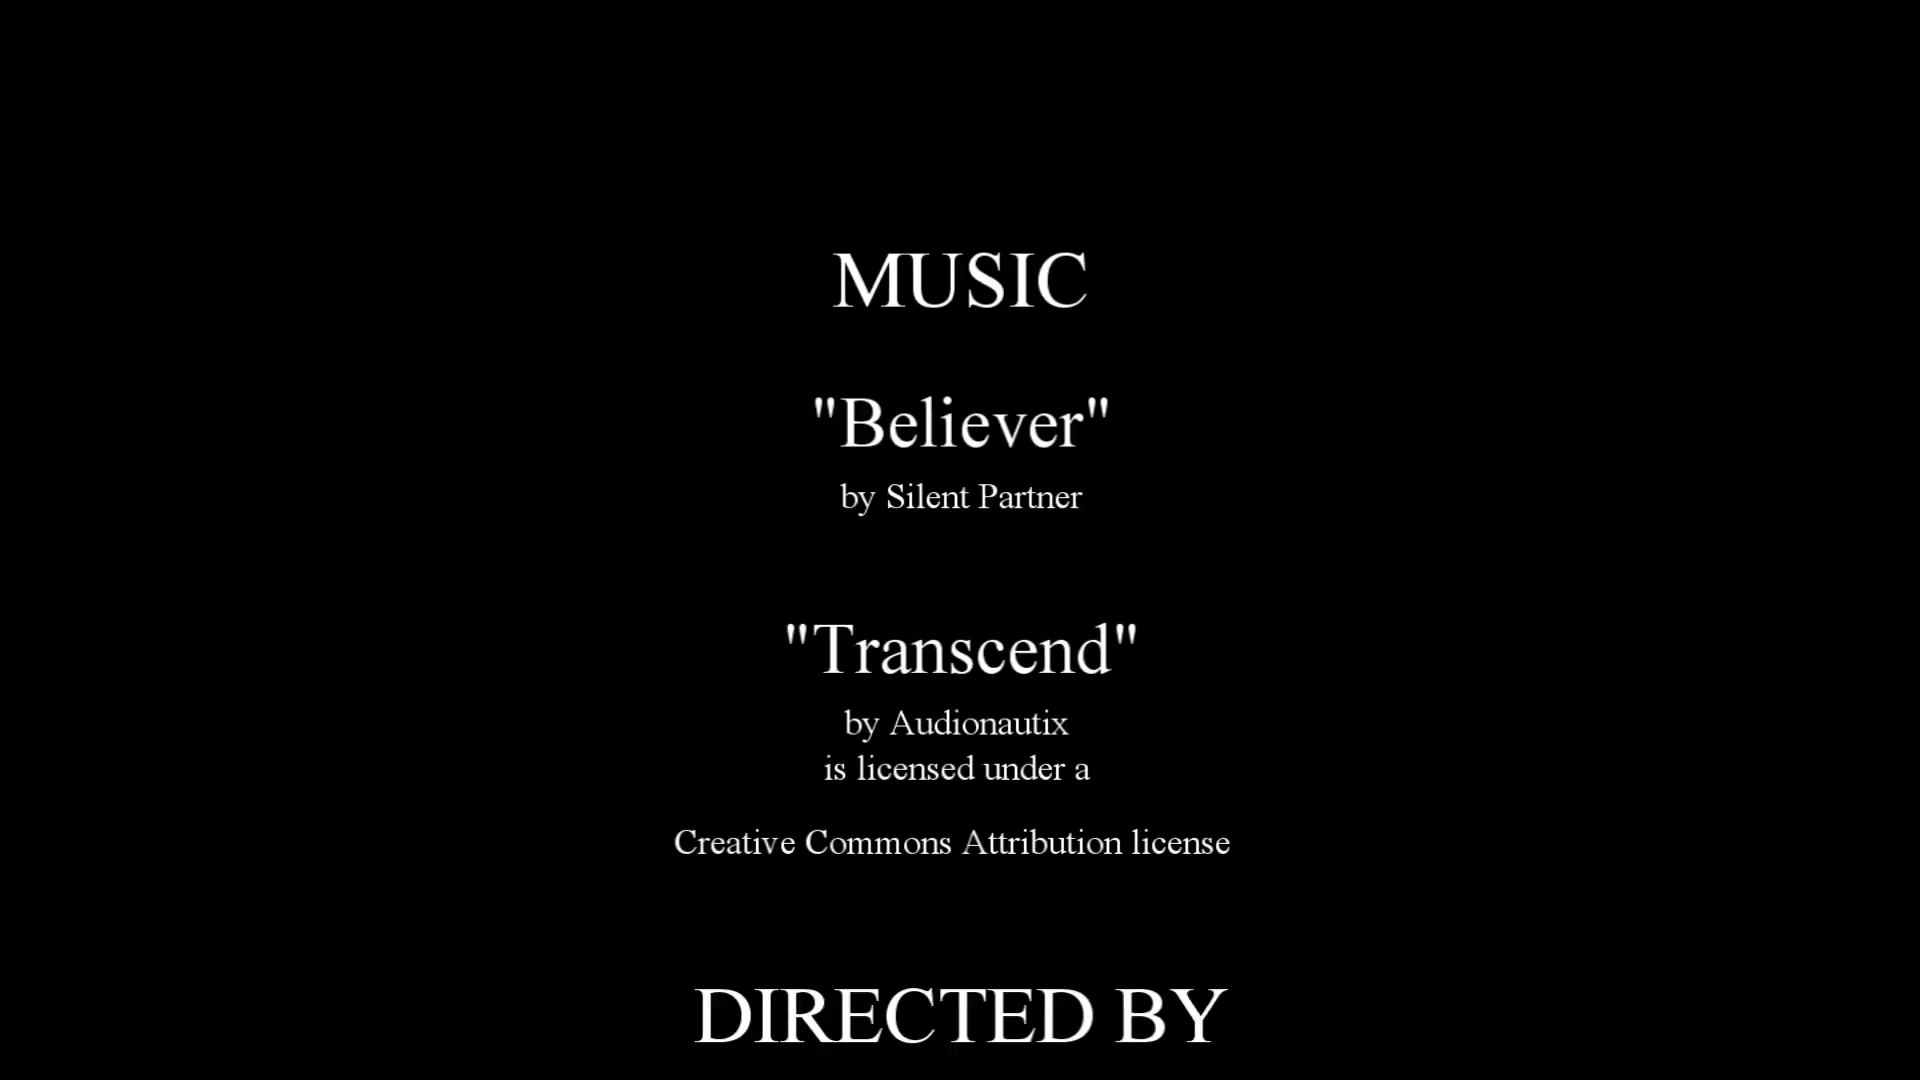 MUSIC
"Believer"
by Silent Partner
"Transcend"
by Audionautix
is licensed under a
Creative Commons Attribution license
DIRECTED BY